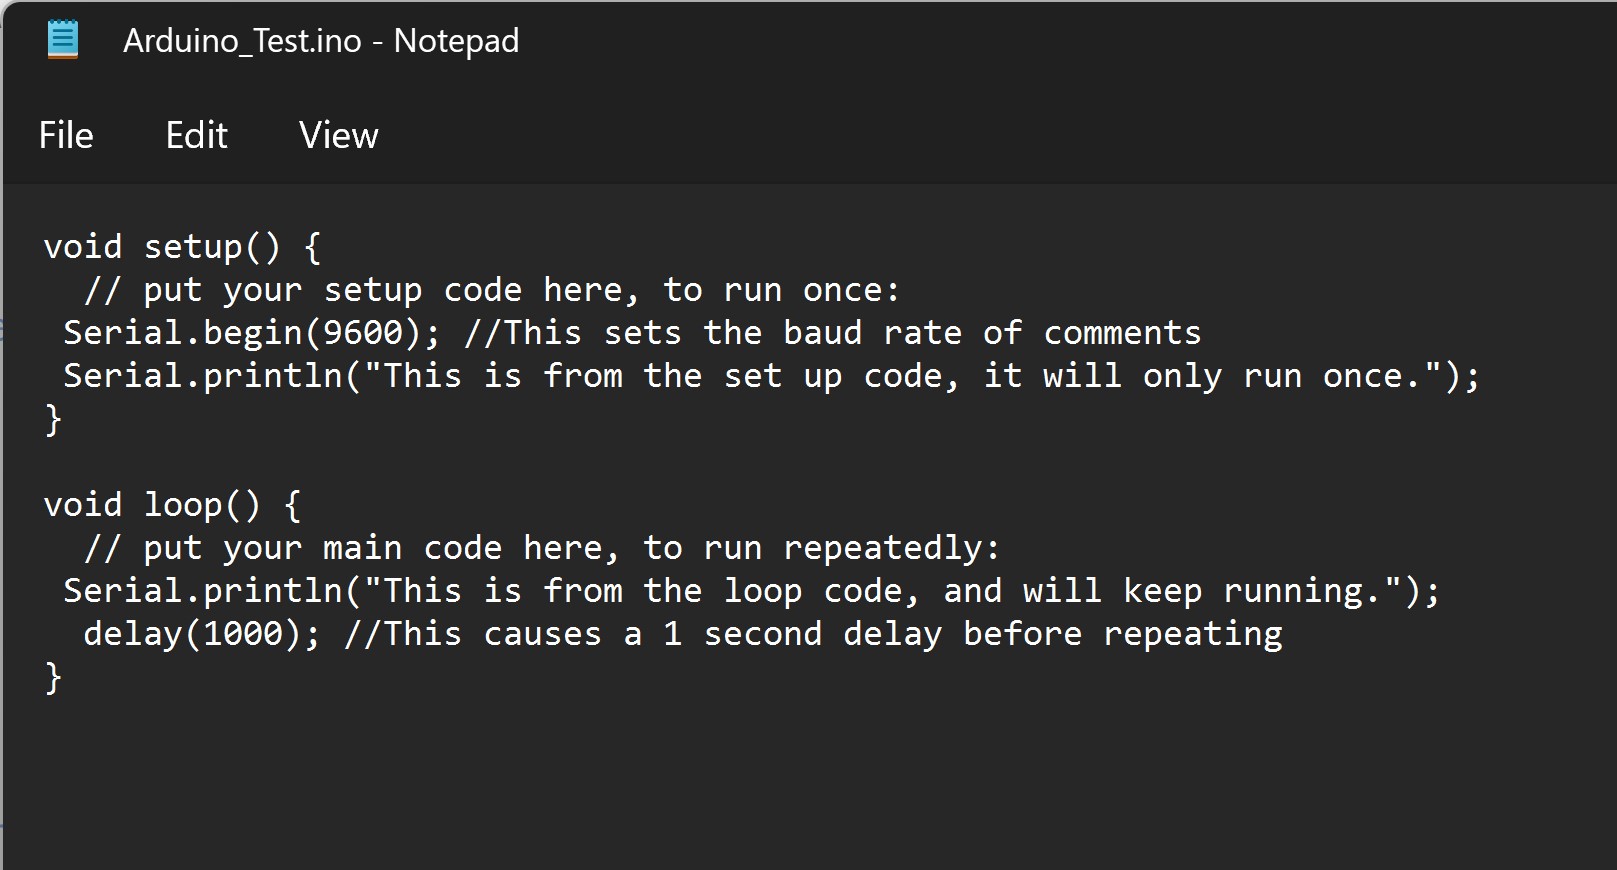 Arduino_Test.ino - Notepad
File Edit View
void setup() {
  // put your setup code here, to run once:
 Serial.begin(9600); //This sets the baud rate of comments
 Serial.println("This is from the set up code, it will only run once.");
}

void loop() {
  // put your main code here, to run repeatedly:
 Serial.println("This is from the loop code, and will keep running.");
  delay(1000); //This causes a 1 second delay before repeating
}